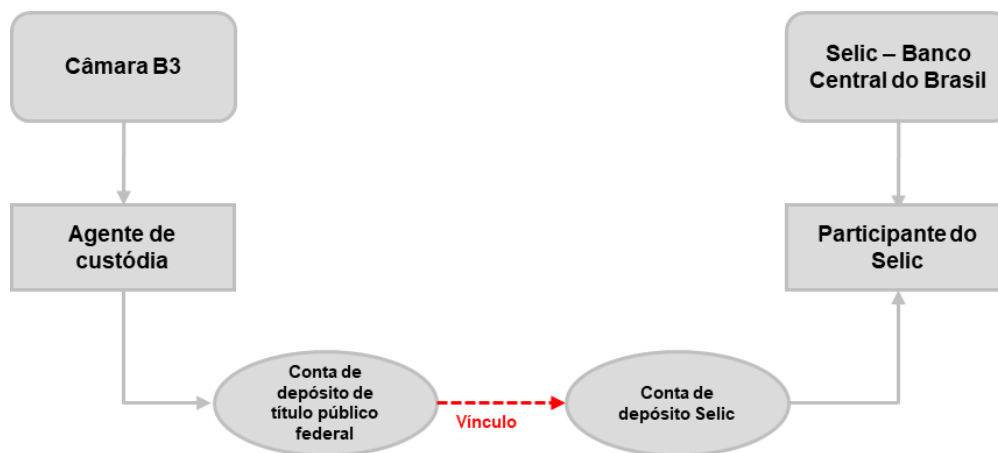 Câmara B3
Selic – Banco
Central do Brasil
Agente de
custódia
Participante do
Selic
Conta de
depósito de
título público
federal
Vínculo
Conta de
depósito Selic